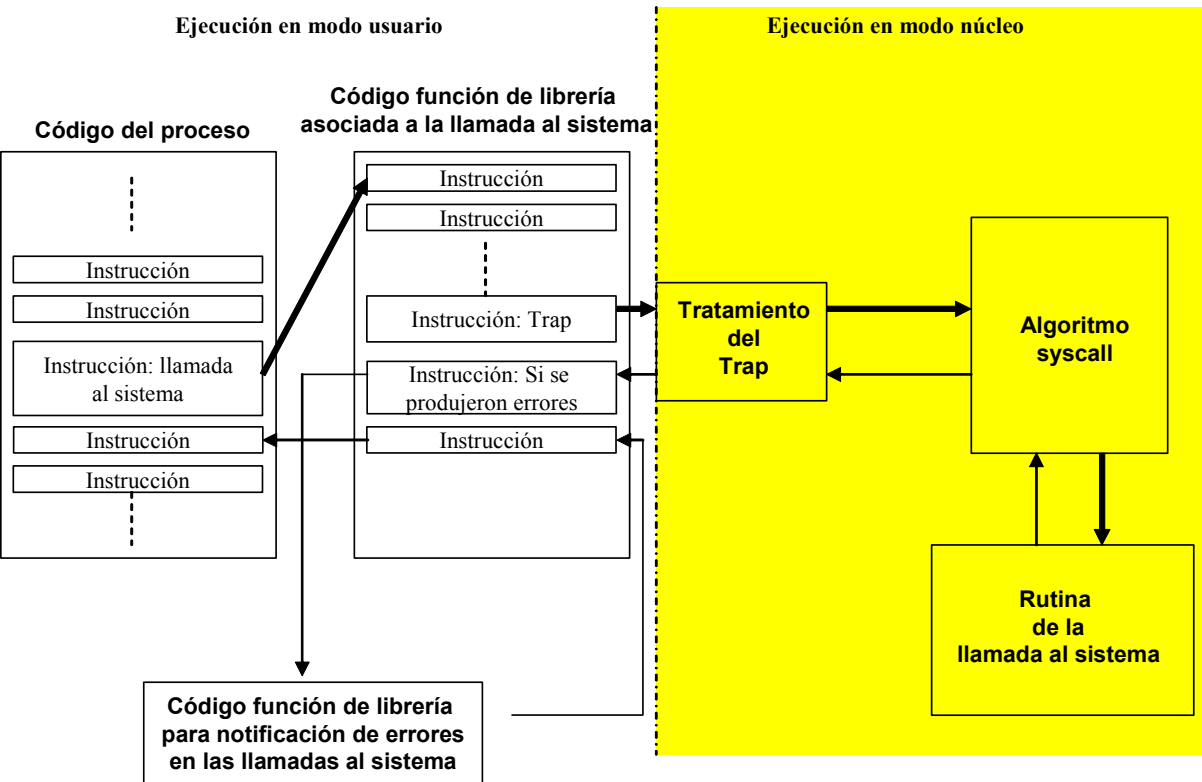 Ejecución en modo usuario
Ejecución en modo núcleo
Código del proceso
Código función de librería
asociada a la llamada al sistema
Instrucción
Instrucción
Instrucción: llamada
al sistema
Instrucción
Instrucción
Instrucción
Instrucción
Instrucción: Trap
Instrucción: Si se
produjeron errores
Instrucción
Tratamiento
del
Trap
Algoritmo
syscall
Rutina
de la
llamada al sistema
Código función de librería
para notificación de errores
en las llamadas al sistema